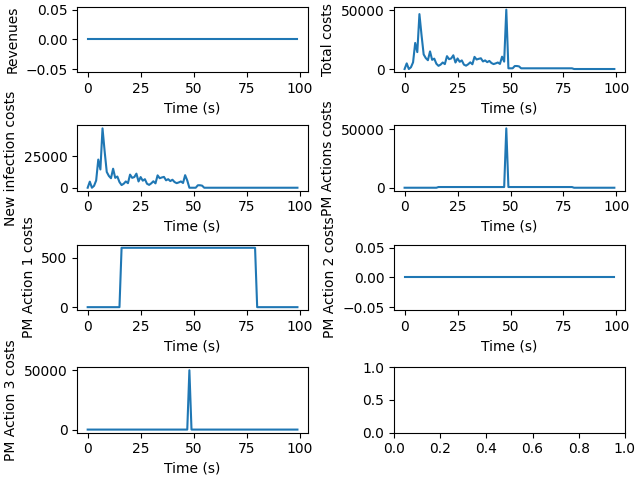 Revenues
0.05
0.00
−0.05
0 25 50 75 100
Time (s)
Total costs
50000
0
0 25 50 75 100
Time (s)
New infection costs
25000
0
0 25 50 75 100
Time (s)
PM Actions costs
50000
0
0 25 50 75 100
Time (s)
PM Action 1 costs
500
0
0 25 50 75 100
Time (s)
PM Action 2 costs
0.05
0.00
−0.05
0 25 50 75 100
Time (s)
PM Action 3 costs
50000
0
0 25 50 75 100
Time (s)
1.0
0.5
0.0
0.0 0.2 0.4 0.6 0.8 1.0